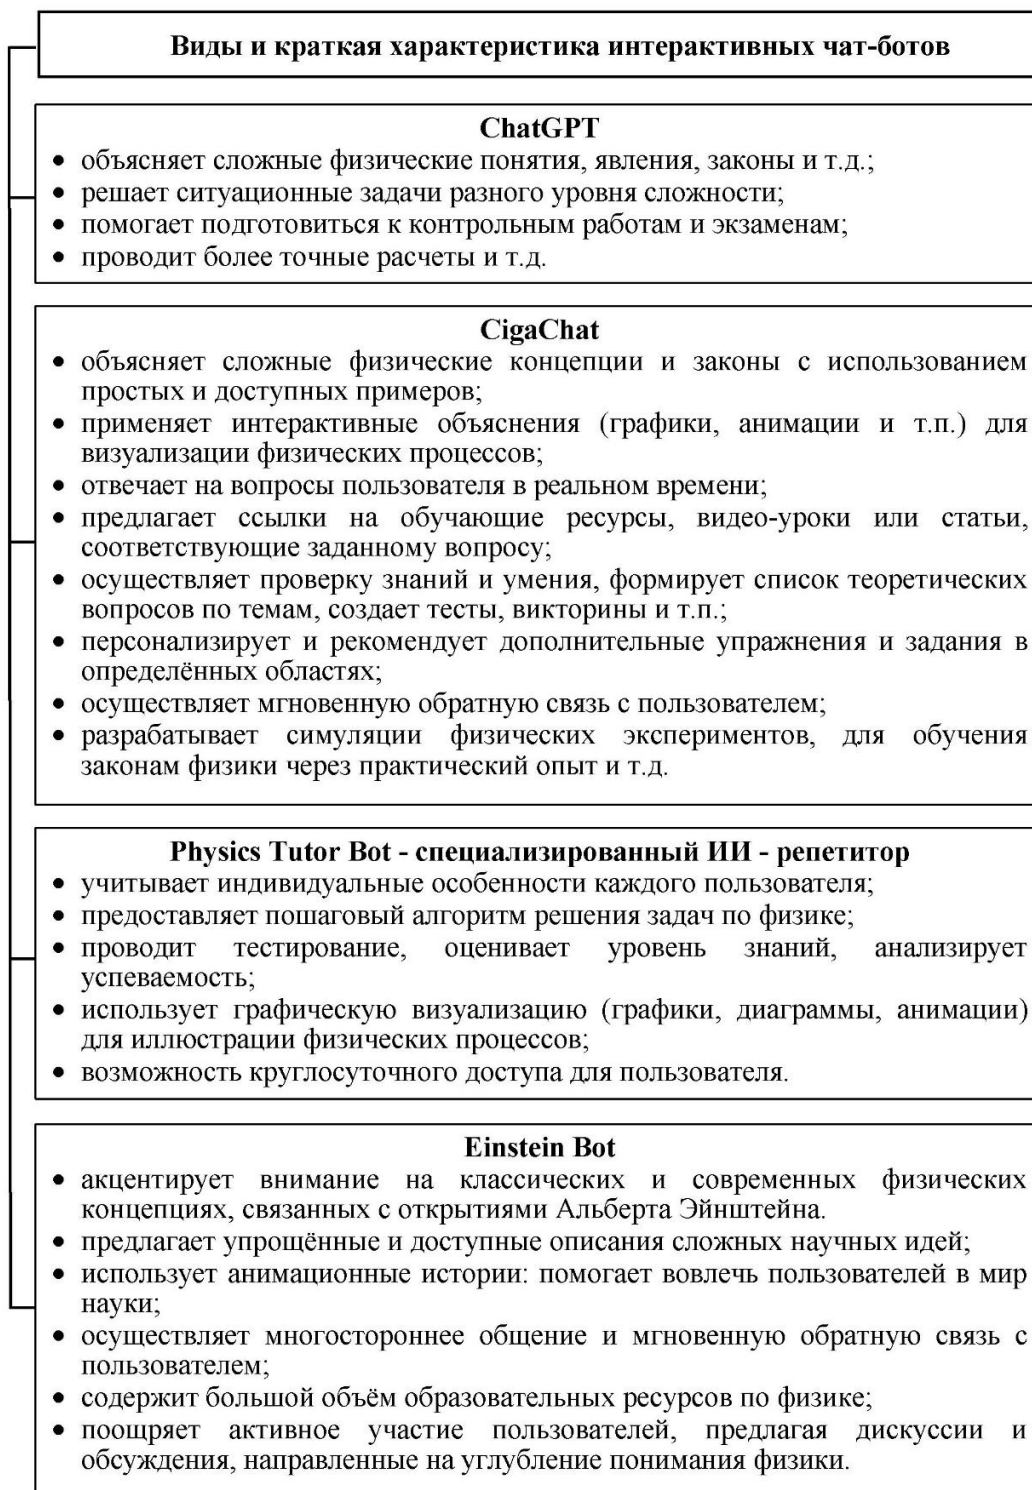 Виды и краткая характеристика интерактивных чат-ботов
ChatGPT
• объясняет сложные физические понятия, явления, законы и т.д.;
• решает ситуационные задачи разного уровня сложности;
• помогает подготовиться к контрольным работам и экзаменам;
• проводит более точные расчеты и т.д.
CigaChat
• объясняет сложные физические концепции и законы с использованием
простых и доступных примеров;
• применяет интерактивные объяснения (графики, анимации и т.п.) для
визуализации физических процессов;
• отвечает на вопросы пользователя в реальном времени;
• предлагает ссылки на обучающие ресурсы, видео-уроки или статьи,
соответствующие заданному вопросу;
• осуществляет проверку знаний и умения, формирует список теоретических
вопросов по темам, создает тесты, викторины и т.п.;
• персонализирует и рекомендует дополнительные упражнения и задания в
определённых областях;
• осуществляет мгновенную обратную связь с пользователем;
• разрабатывает симуляции физических экспериментов, для обучения
законам физики через практический опыт и т.д.
Physics Tutor Bot - специализированный ИИ - репетитор
• учитывает индивидуальные особенности каждого пользователя;
• предоставляет пошаговый алгоритм решения задач по физике;
• проводит тестирование, оценивает уровень знаний, анализирует
успеваемость;
• использует графическую визуализацию (графики, диаграммы, анимации)
для иллюстрации физических процессов;
• возможность круглосуточного доступа для пользователя.
Einstein Bot
• акцентирует внимание на классических и современных физических
концепциях, связанных с открытиями Альберта Эйнштейна.
• предлагает упрощённые и доступные описания сложных научных идей;
• использует анимационные истории: помогает вовлечь пользователей в мир
науки;
• осуществляет многостороннее общение и мгновенную обратную связь с
пользователем;
• содержит большой объём образовательных ресурсов по физике;
• поощряет активное участие пользователей, предлагая дискуссии и
обсуждения, направленные на углубление понимания физики.